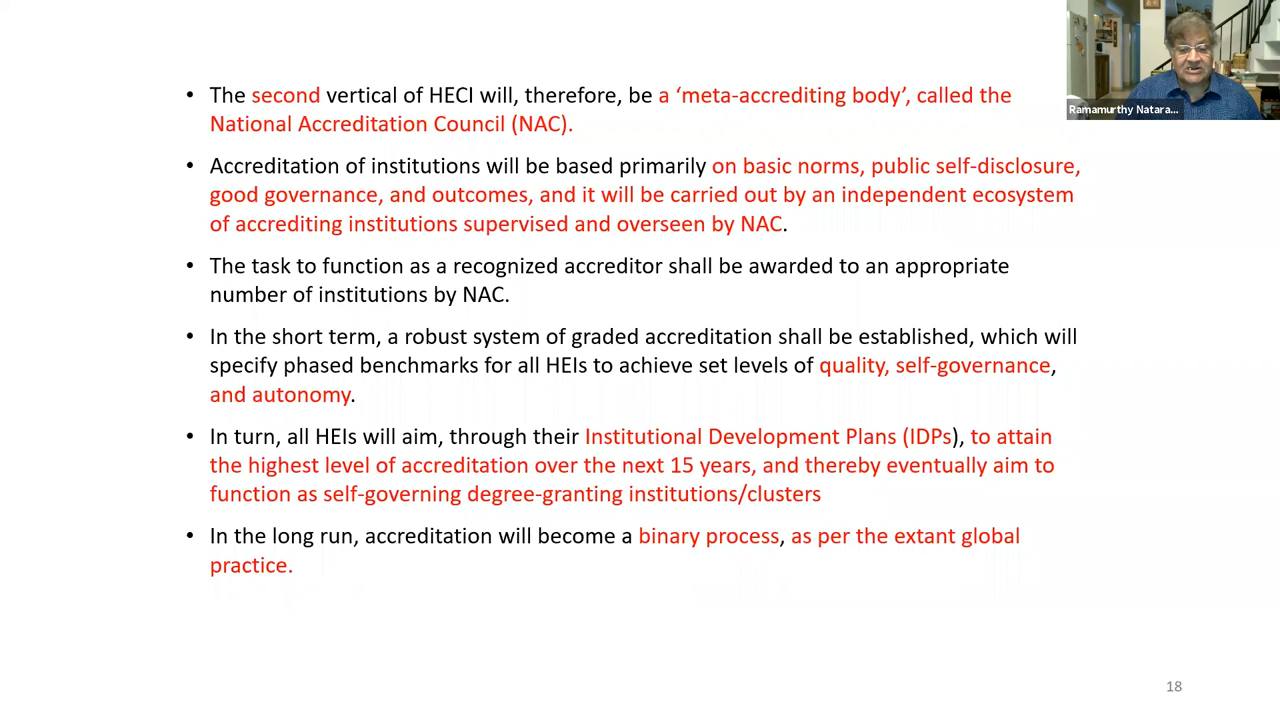 • The second vertical of HECI will, therefore, be a ‘meta-accrediting body’, called the
National Accreditation Council (NAC).
• Accreditation of institutions will be based primarily on basic norms, public self-disclosure,
good governance, and outcomes, and it will be carried out by an independent ecosystem
of accrediting institutions supervised and overseen by NAC.
• The task to function as a recognized accreditor shall be awarded to an appropriate
number of institutions by NAC.
• In the short term, a robust system of graded accreditation shall be established, which will
specify phased benchmarks for all HEIs to achieve set levels of quality, self-governance,
and autonomy.
• In turn, all HEIs will aim, through their Institutional Development Plans (IDPs), to attain
the highest level of accreditation over the next 15 years, and thereby eventually aim to
function as self-governing degree-granting institutions/clusters
• In the long run, accreditation will become a binary process, as per the extant global
practice.
Ramamurthy Natara...
18